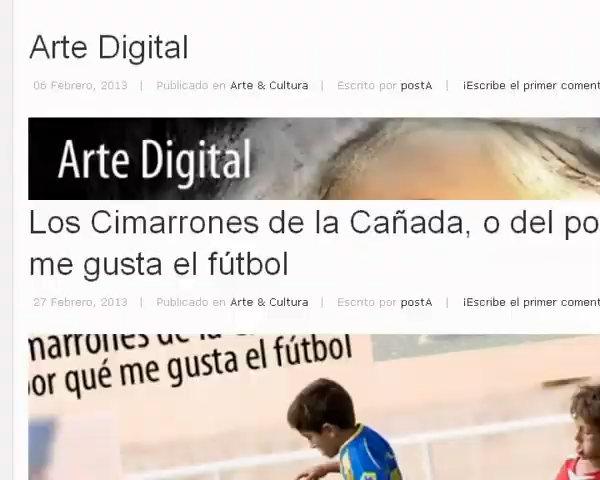 Arte Digital
06 Febrero, 2013 | Publicado en Arte & Cultura | Escrito por postA | ¡Escribe el primer coment
Arte Digital
Los Cimarrones de la Cañada, o del po
me gusta el fútbol
27 Febrero, 2013 | Publicado en Arte & Cultura | Escrito por postA | ¡Escribe el primer coment
marrones de la
por qué me gusta el fútbol